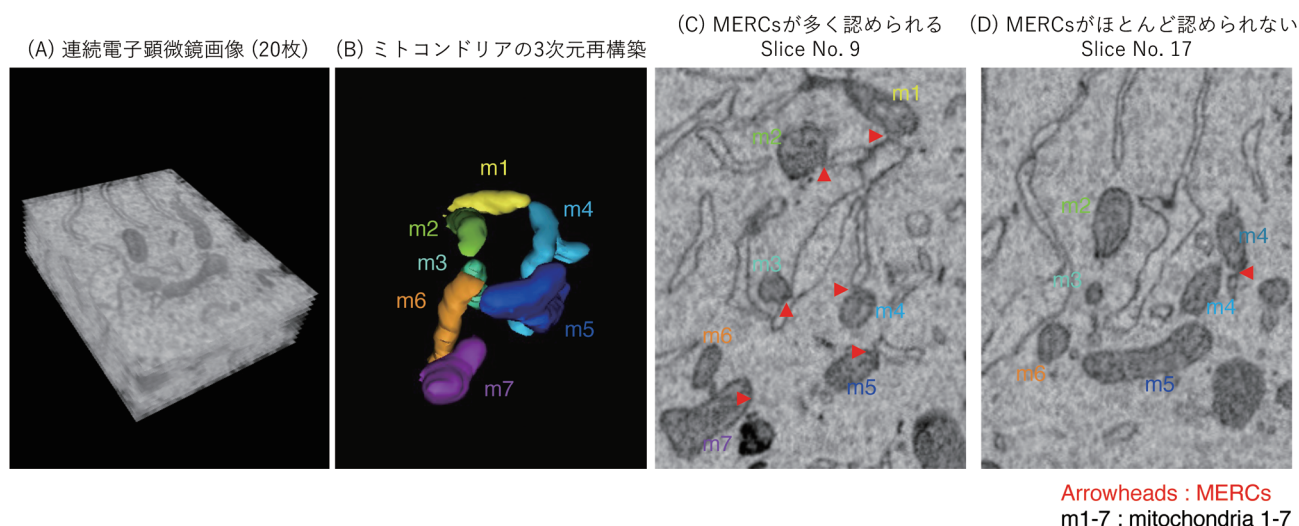 (A) 連続電子顕微鏡画像 (20枚)
(B) ミトコンドリアの3次元再構築
(C) MERCsが多く認められる
Slice No. 9
(D) MERCsがほとんど認められない
Slice No. 17
m1
m2
m3
m4
m5
m6
m7
m1
m2
m3
m4
m5
m6
m7
m2
m3
m4
m4
m5
m6
Arrowheads : MERCs
m1-7 : mitochondria 1-7